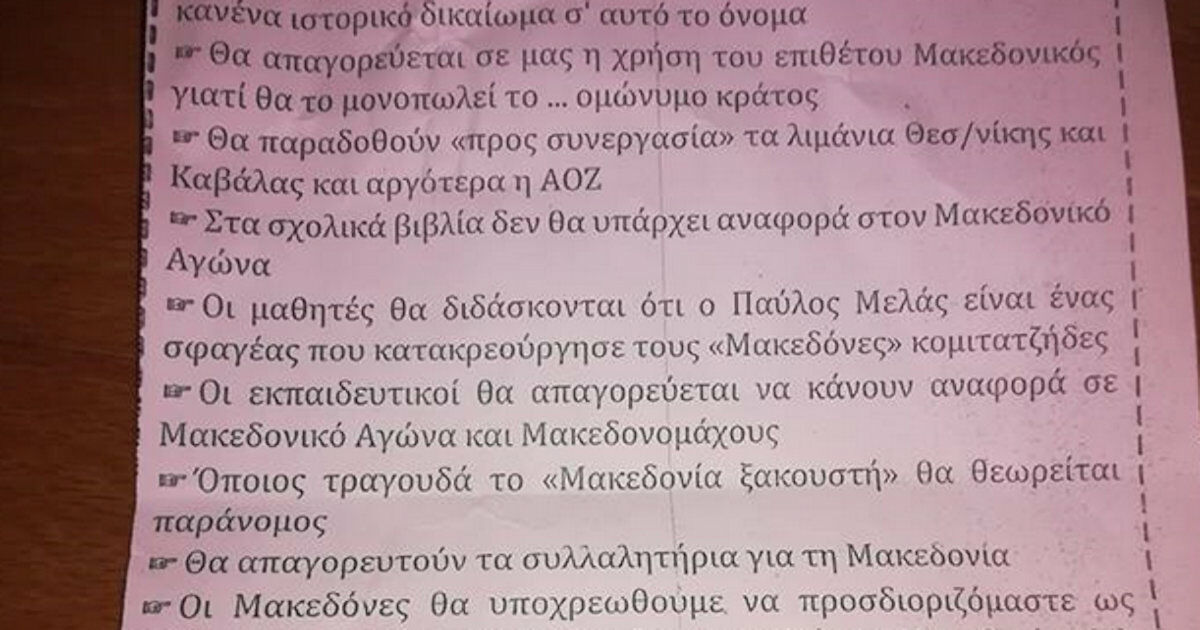 κανένα ιστορικό δικαίωμα σ' αυτό το όνομα
☞ Θα απαγορεύεται σε μας η χρήση του επιθέτου Μακεδονικός
γιατί θα το μονοπωλεί το ... ομώνυμο κράτος
☞ Θα παραδοθούν «προς συνεργασία» τα λιμάνια Θεσ/νίκης και
Καβάλας και αργότερα η ΑΟΖ
☞ Στα σχολικά βιβλία δεν θα υπάρχει αναφορά στον Μακεδονικό
Αγώνα
☞ Οι μαθητές θα διδάσκονται ότι ο Παύλος Μελάς είναι ένας
σφαγέας που κατακρεούργησε τους «Μακεδόνες» κομιτατζήδες
☞ Οι εκπαιδευτικοί θα απαγορεύεται να κάνουν αναφορά σε
Μακεδονικό Αγώνα και Μακεδονομάχους
☞ Όποιος τραγουδά το «Μακεδονία ξακουστή» θα θεωρείται
παράνομος
☞ Θα απαγορευτούν τα συλλαλητήρια για τη Μακεδονία
☞ Οι Μακεδόνες θα υποχρεωθούμε να προσδιοριζόμαστε ως